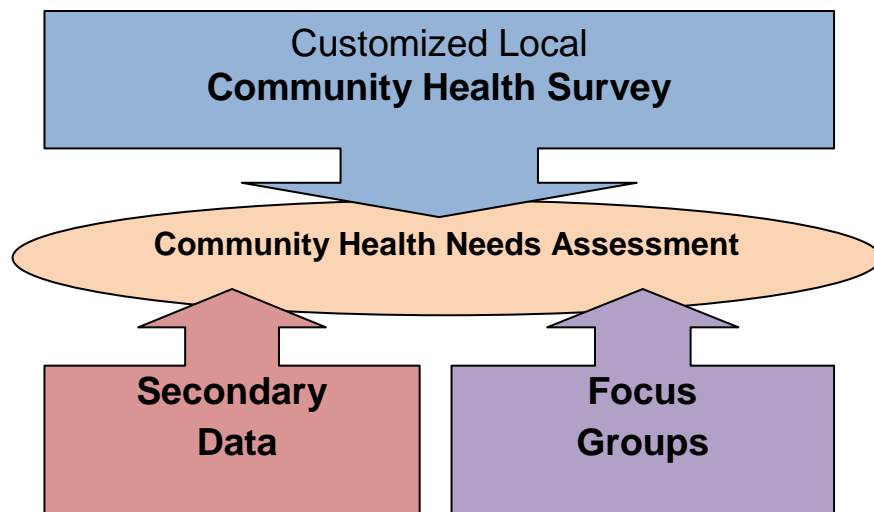 Customized Local
Community Health Survey
Community Health Needs Assessment
Secondary
Data
Focus
Groups